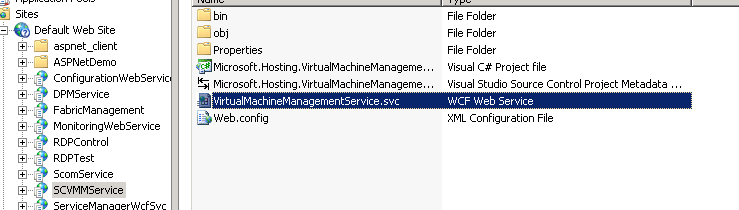 Application Pools
Sites
Default Web Site
aspnet_client
ASPNetDemo
ConfigurationWebService
DPMService
FabricManagement
MonitoringWebService
RDPControl
RDPTest
ScomService
SCVMMService
ServiceManagerWcfSvc
Name
Type
bin
File Folder
obj
File Folder
Properties
File Folder
Microsoft.Hosting.VirtualMachineManageme...
Visual C# Project file
Microsoft.Hosting.VirtualMachineManageme...
Visual Studio Source Control Project Metadata ...
VirtualMachineManagementService.svc
WCF Web Service
Web.config
XML Configuration File